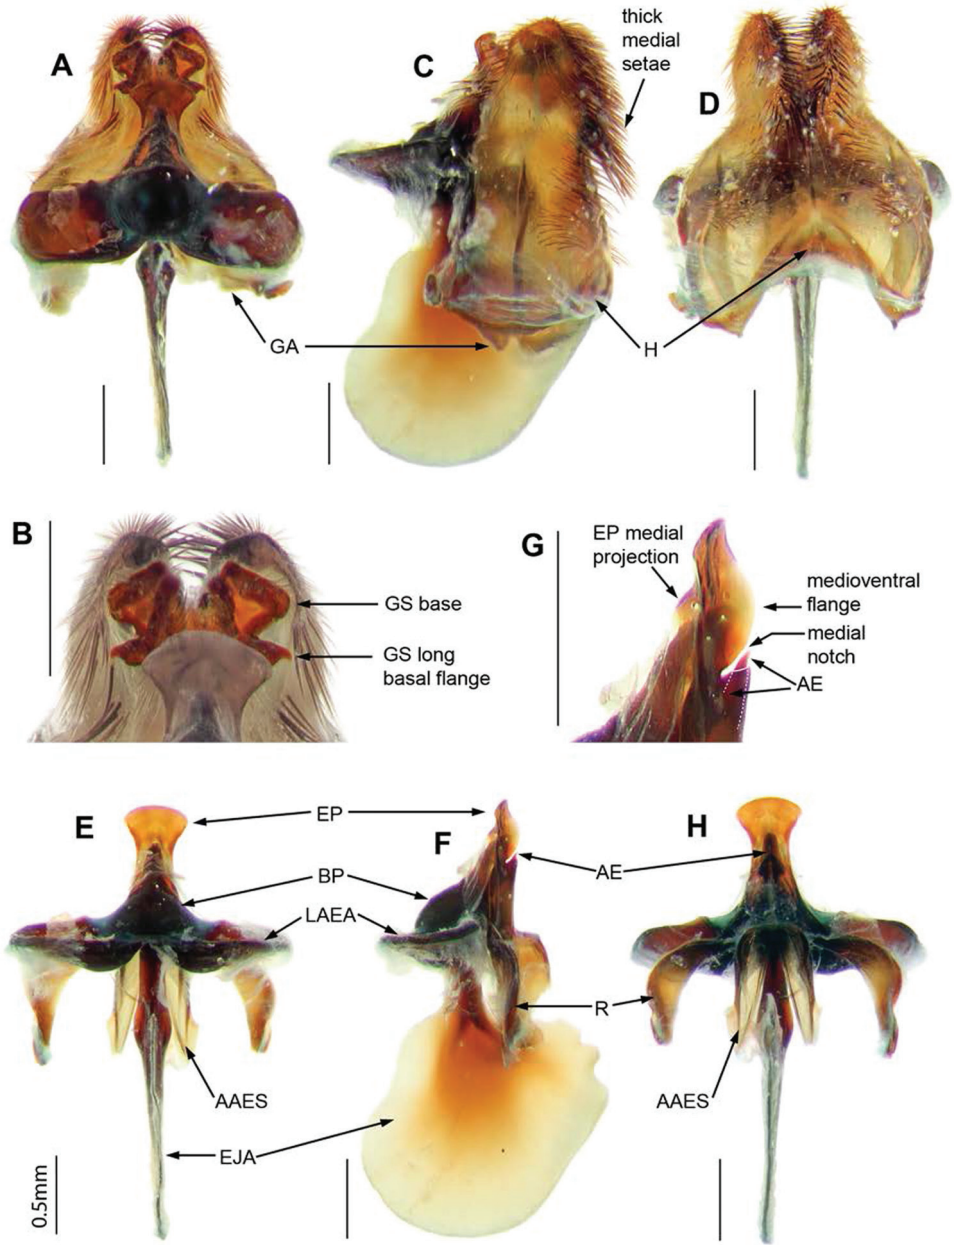 A
C
thick
medial
setae
D
GA
H
B
GS base
GS long
basal flange
G
EP medial
projection
medioventral
flange
medial
notch
AE
E
EP
F
H
BP
AE
LAEA
R
AAES
AAES
EJA
0.5mm